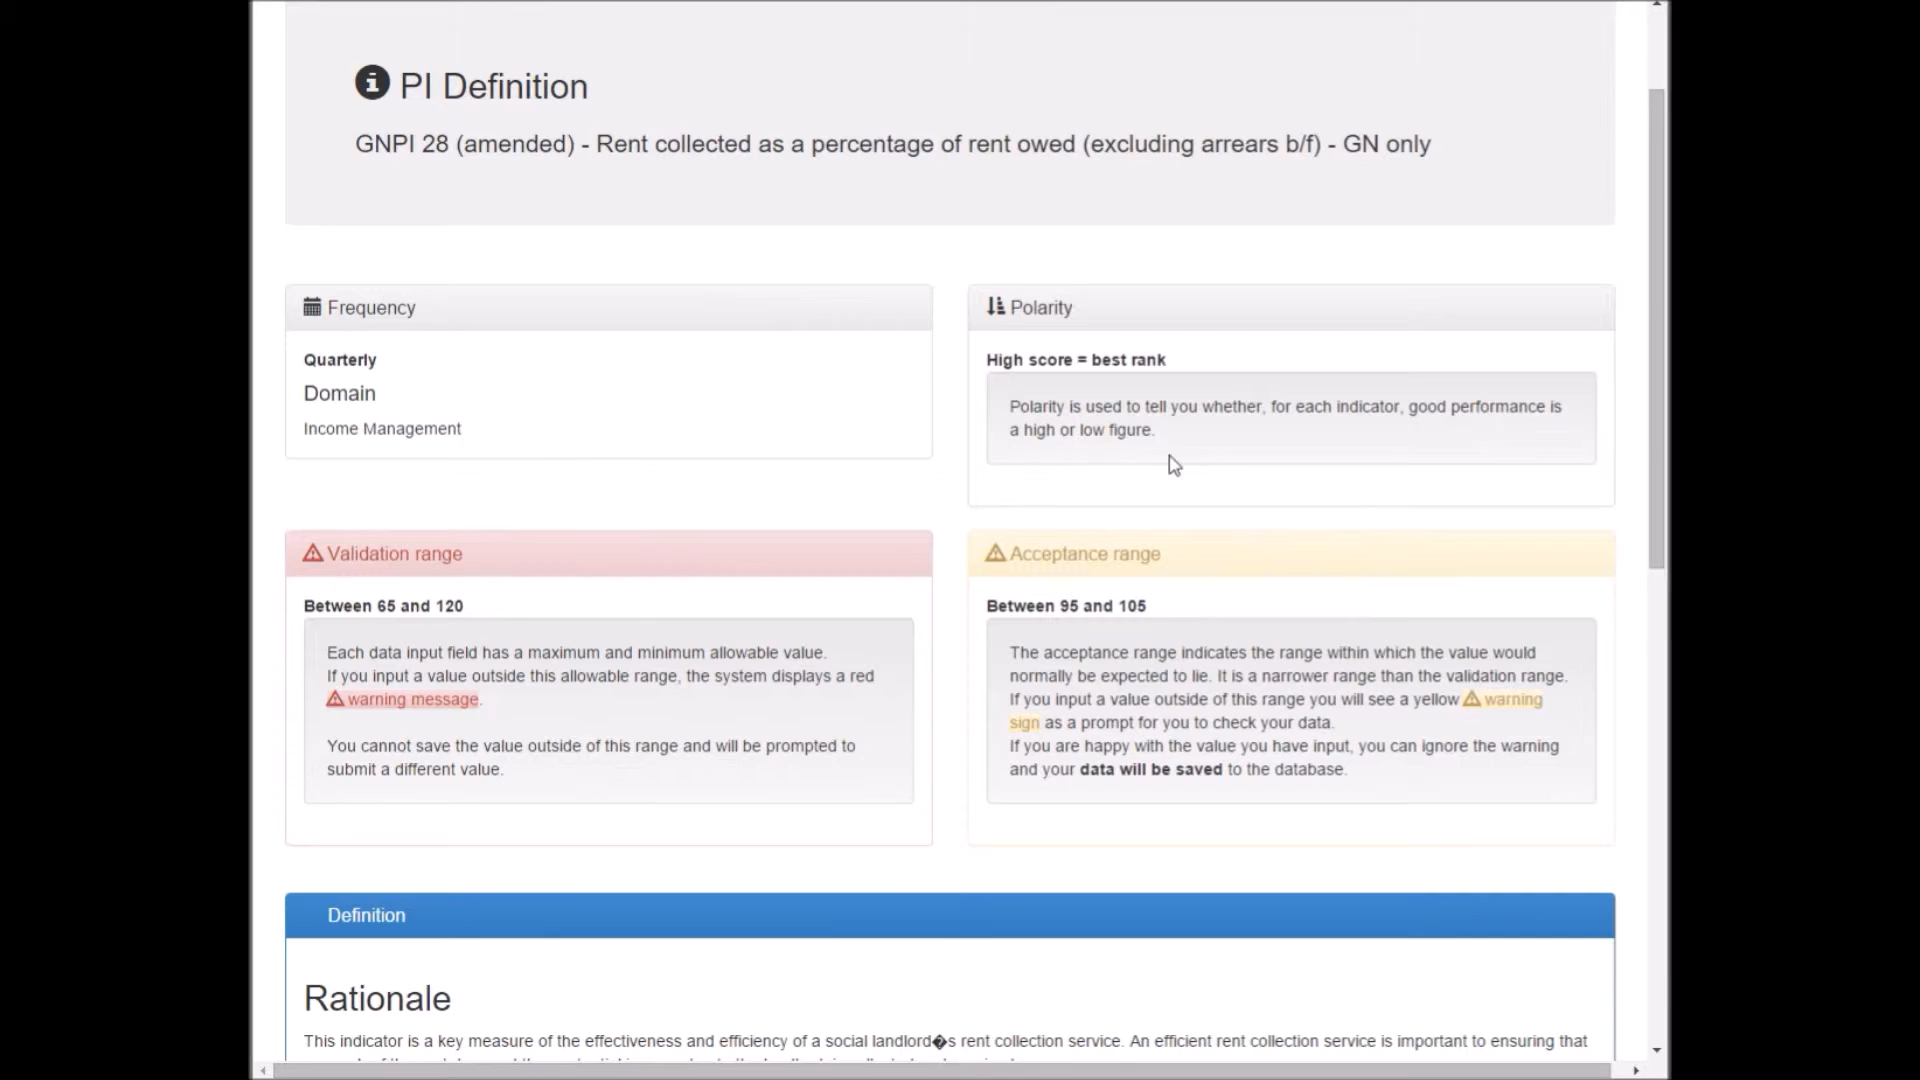 PI Definition
GNPI 28 (amended) - Rent collected as a percentage of rent owed (excluding arrears b/f) - GN only
Frequency
Quarterly
Domain
Income Management
Polarity
High score = best rank
Polarity is used to tell you whether, for each indicator, good performance is
a high or low figure.
Validation range
Between 65 and 120
Each data input field has a maximum and minimum allowable value.
If you input a value outside this allowable range, the system displays a red
warning message.
You cannot save the value outside of this range and will be prompted to
submit a different value.
Acceptance range
Between 95 and 105
The acceptance range indicates the range within which the value would
normally be expected to lie. It is a narrower range than the validation range.
If you input a value outside of this range you will see a yellow warning
sign as a prompt for you to check your data.
If you are happy with the value you have input, you can ignore the warning
and your data will be saved to the database.
Definition
Rationale
This indicator is a key measure of the effectiveness and efficiency of a social landlord�s rent collection service. An efficient rent collection service is important to ensuring that